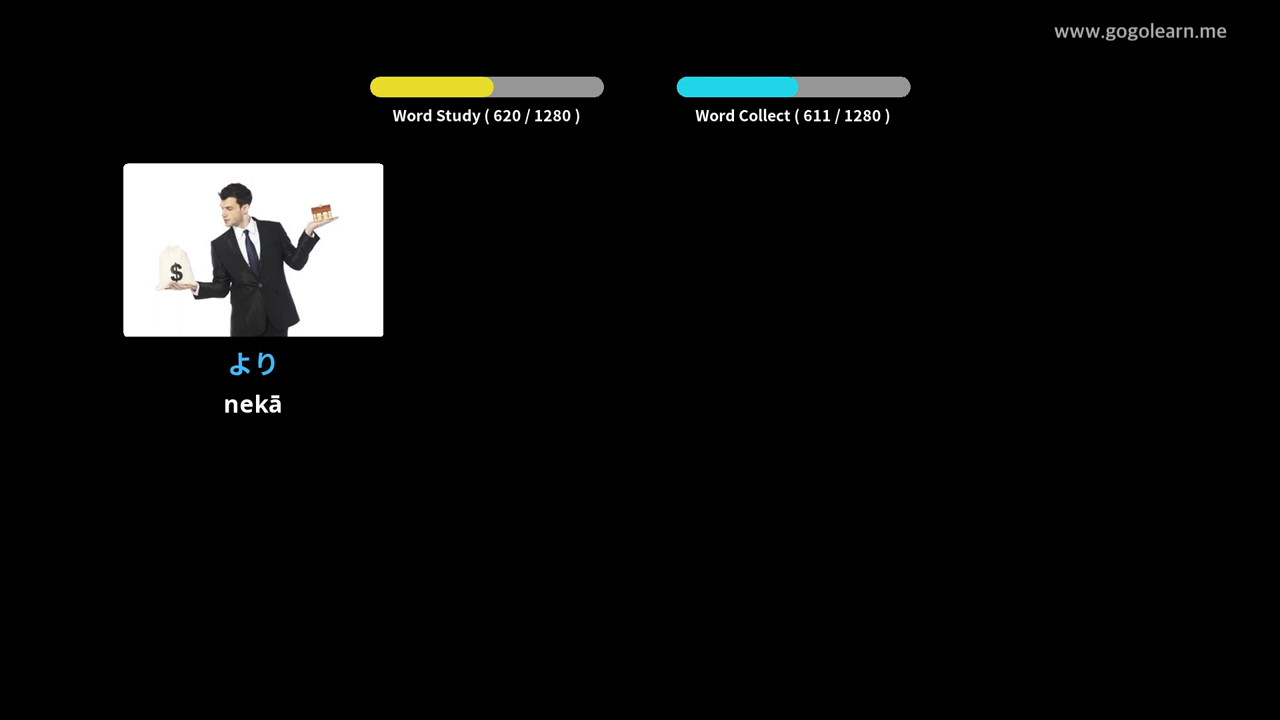 www.gogolearn.me
Word Study ( 620 / 1280 )
Word Collect ( 611 / 1280 )
$
より
nekā